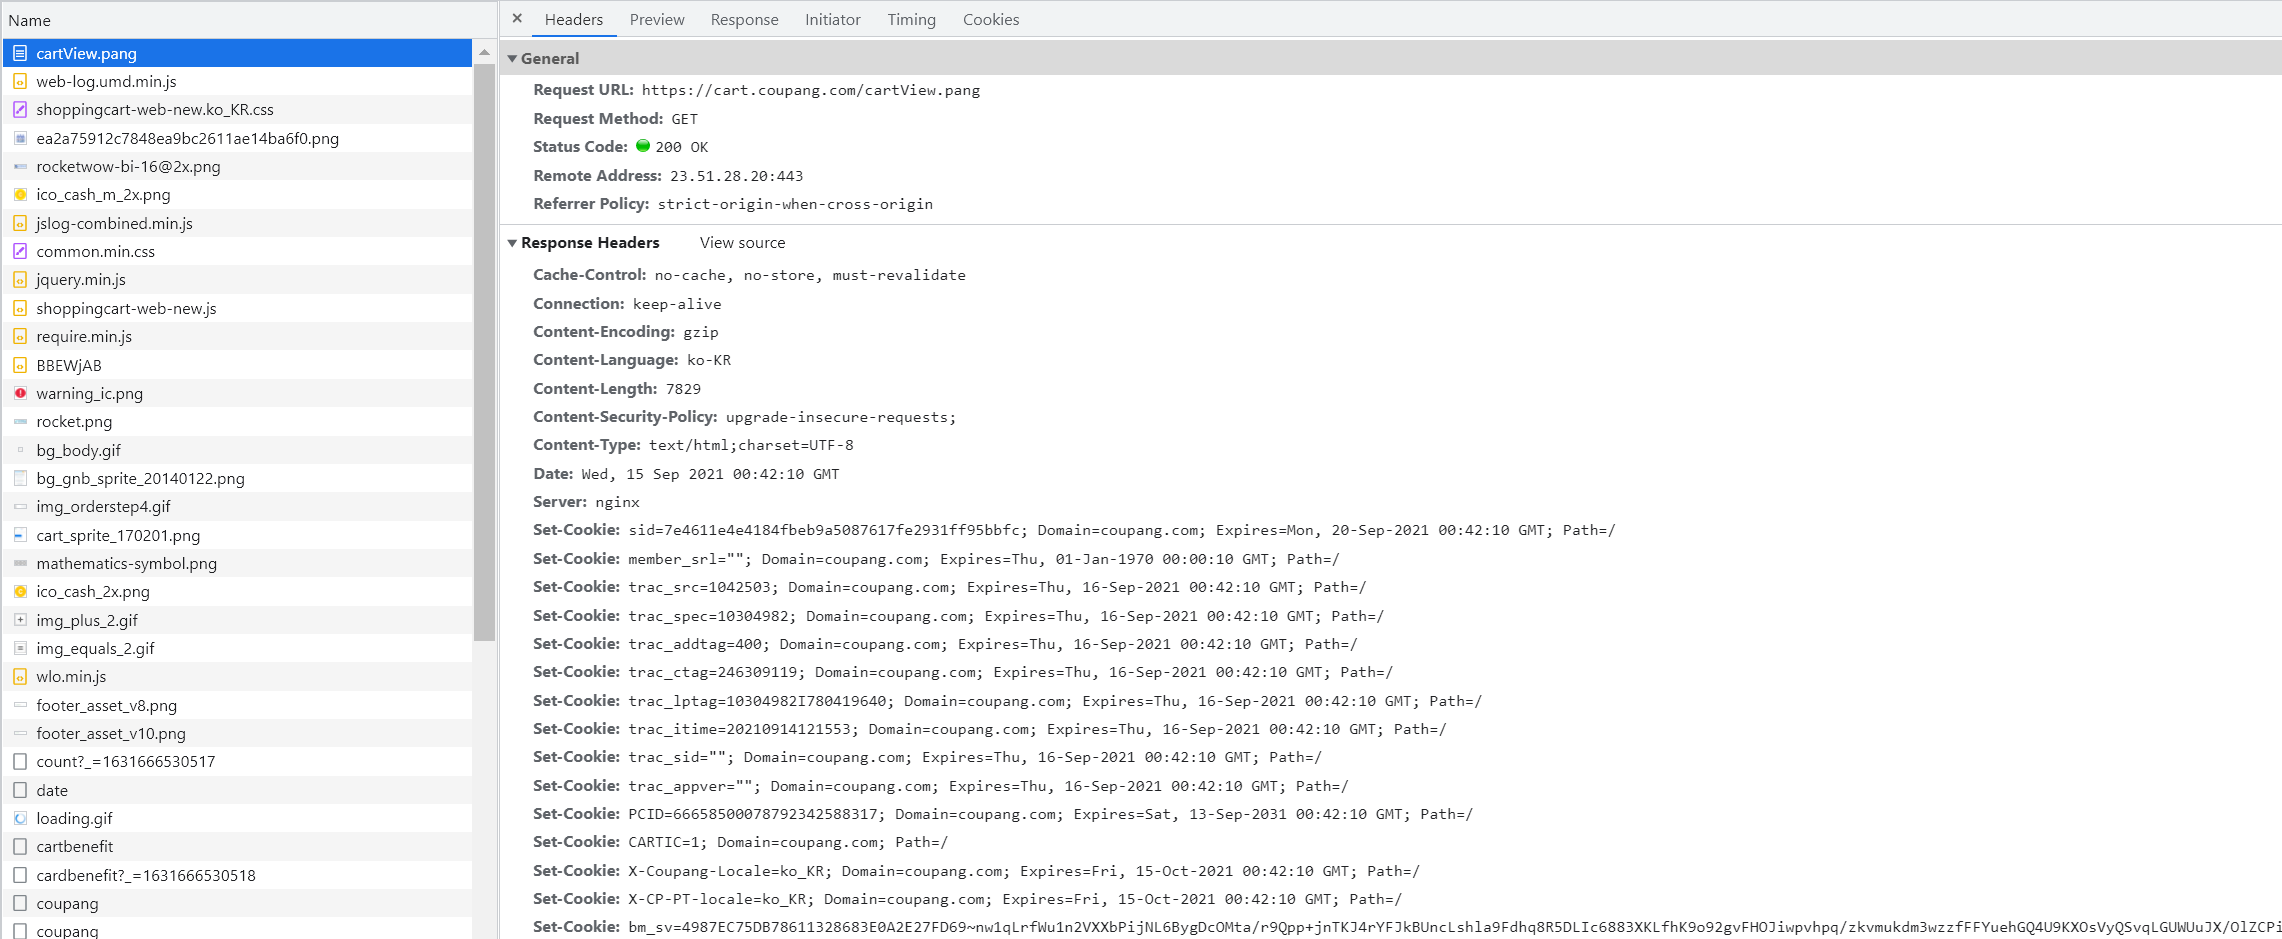 Name
cartView.pang
web-log.umd.min.js
shoppingcart-web-new.ko_KR.css
ea2a75912c7848ea9bc2611ae14ba6f0.png
rocketwow-bi-16@2x.png
ico_cash_m_2x.png
jslog-combined.min.js
common.min.css
jquery.min.js
shoppingcart-web-new.js
require.min.js
BBEWjAB
warning_ic.png
rocket.png
bg_body.gif
bg_gnb_sprite_20140122.png
img_orderstep4.gif
cart_sprite_170201.png
mathematics-symbol.png
ico_cash_2x.png
img_plus_2.gif
img_equals_2.gif
wlo.min.js
footer_asset_v8.png
footer_asset_v10.png
count?_=1631666530517
date
loading.gif
cartbenefit
cardbenefit?_=1631666530518
coupang
coupang
× Headers Preview Response Initiator Timing Cookies
General
Request URL: https://cart.coupang.com/cartView.pang
Request Method: GET
Status Code: 200 OK
Remote Address: 23.51.28.20:443
Referrer Policy: strict-origin-when-cross-origin
Response Headers View source
Cache-Control: no-cache, no-store, must-revalidate
Connection: keep-alive
Content-Encoding: gzip
Content-Language: ko-KR
Content-Length: 7829
Content-Security-Policy: upgrade-insecure-requests;
Content-Type: text/html;charset=UTF-8
Date: Wed, 15 Sep 2021 00:42:10 GMT
Server: nginx
Set-Cookie: sid=7e4611e4e4184fbeb9a5087617fe2931ff95bbfc; Domain=coupang.com; Expires=Mon, 20-Sep-2021 00:42:10 GMT; Path=/
Set-Cookie: member_srl=""; Domain=coupang.com; Expires=Thu, 01-Jan-1970 00:00:10 GMT; Path=/
Set-Cookie: trac_src=1042503; Domain=coupang.com; Expires=Thu, 16-Sep-2021 00:42:10 GMT; Path=/
Set-Cookie: trac_spec=10304982; Domain=coupang.com; Expires=Thu, 16-Sep-2021 00:42:10 GMT; Path=/
Set-Cookie: trac_addtag=400; Domain=coupang.com; Expires=Thu, 16-Sep-2021 00:42:10 GMT; Path=/
Set-Cookie: trac_ctag=246309119; Domain=coupang.com; Expires=Thu, 16-Sep-2021 00:42:10 GMT; Path=/
Set-Cookie: trac_lptag=10304982I780419640; Domain=coupang.com; Expires=Thu, 16-Sep-2021 00:42:10 GMT; Path=/
Set-Cookie: trac_itime=20210914121553; Domain=coupang.com; Expires=Thu, 16-Sep-2021 00:42:10 GMT; Path=/
Set-Cookie: trac_sid=""; Domain=coupang.com; Expires=Thu, 16-Sep-2021 00:42:10 GMT; Path=/
Set-Cookie: trac_appver=""; Domain=coupang.com; Expires=Thu, 16-Sep-2021 00:42:10 GMT; Path=/
Set-Cookie: PCID=66658500078792342588317; Domain=coupang.com; Expires=Sat, 13-Sep-2031 00:42:10 GMT; Path=/
Set-Cookie: CARTIC=1; Domain=coupang.com; Path=/
Set-Cookie: X-Coupang-Locale=ko_KR; Domain=coupang.com; Expires=Fri, 15-Oct-2021 00:42:10 GMT; Path=/
Set-Cookie: X-CP-PT-locale=ko_KR; Domain=coupang.com; Expires=Fri, 15-Oct-2021 00:42:10 GMT; Path=/
Set-Cookie: bm_sv=4987EC75DB78611328683E0A2E27FD69~nw1qLrfWu1n2VXXbPijNL6BygDcOMta/r9Qpp+jnTKJ4rYFJkBUncLshla9Fdhq8R5DLIc6883XKLfhK9o92gvFHOJiwpvhpq/zkvmukdm3wzzfFFYuehGQ4U9KXOsVyQSvqLGUWUuJX/OlZCPi